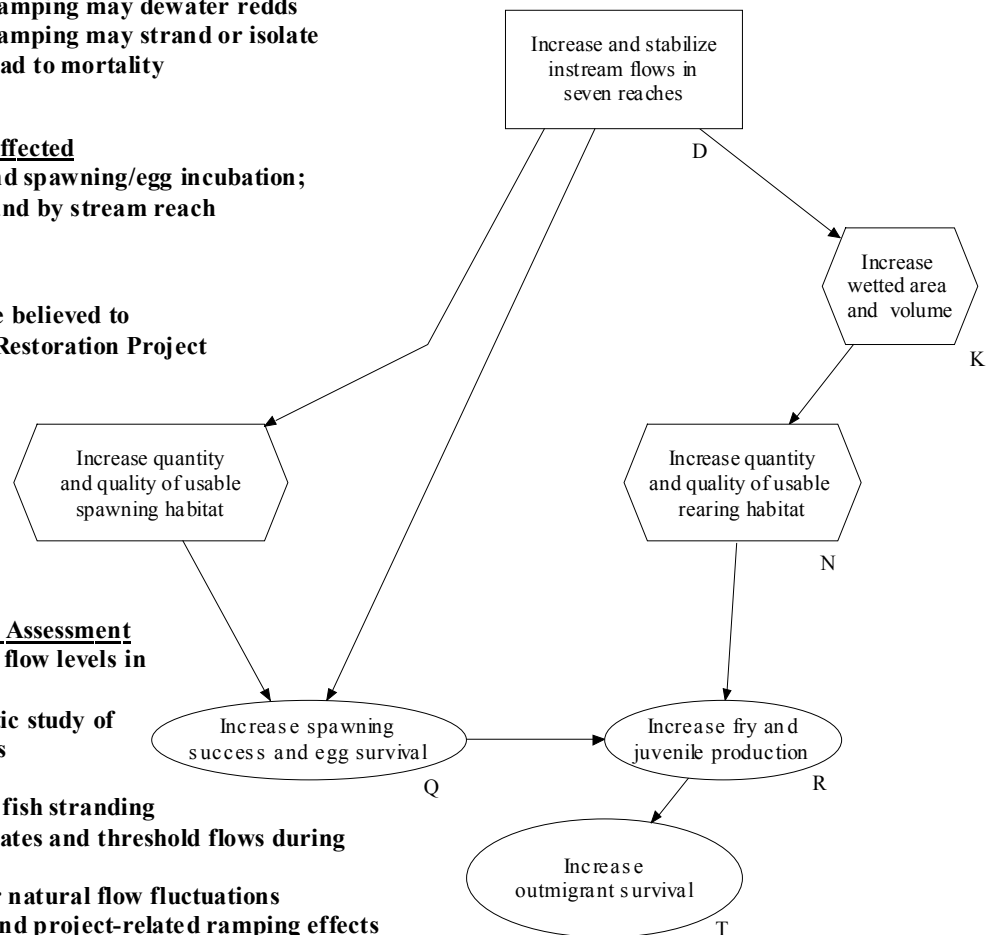 amping may dewater redds
amping may strand or isolate
ad to mortality
ffected
nd spawning/egg incubation;
nd by stream reach
e believed to
Restoration Project
Assessment
flow levels in
tic study of
s
fish stranding
ates and threshold flows during
r natural flow fluctuations
nd project-related ramping effects
Increase and stabilize
instream flows in
seven reaches
D
Increase
wetted area
and volume
K
Increase quantity
and quality of usable
spawning habitat
Increase quantity
and quality of usable
rearing habitat
N
Increase spawning
success and egg survival
Q
Increase fry and
juvenile production
R
Increase
outmigrant survival
T